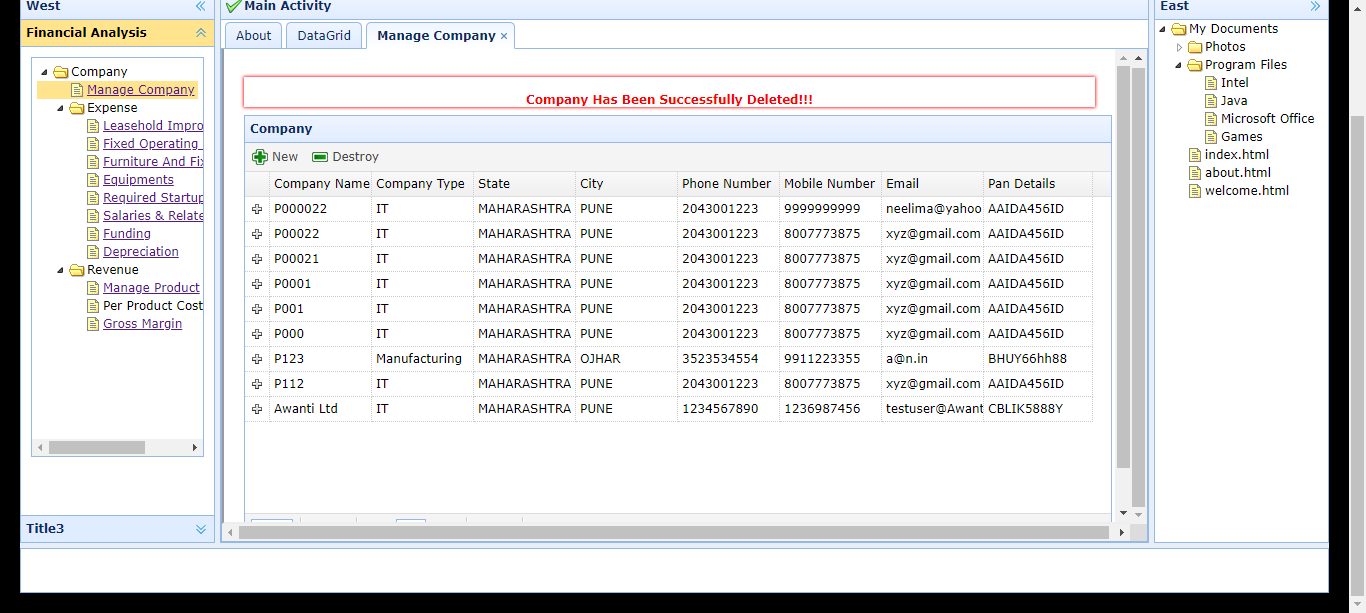 West
Financial Analysis
Company
Manage Company
Expense
Leasehold Impro
Fixed Operating
Furniture And Fix
Equipments
Required Startup
Salaries & Relate
Funding
Depreciation
Revenue
Manage Product
Per Product Cost
Gross Margin
Title3
Main Activity
About DataGrid Manage Company ×
Company Has Been Successfully Deleted!!!
Company
New Destroy
Company Name Company Type State City Phone Number Mobile Number Email Pan Details
P000022 IT MAHARASHTRA PUNE 2043001223 9999999999 neelima@yahoo AAIDA456ID
P00022 IT MAHARASHTRA PUNE 2043001223 8007773875 xyz@gmail.com AAIDA456ID
P00021 IT MAHARASHTRA PUNE 2043001223 8007773875 xyz@gmail.com AAIDA456ID
P0001 IT MAHARASHTRA PUNE 2043001223 8007773875 xyz@gmail.com AAIDA456ID
P001 IT MAHARASHTRA PUNE 2043001223 8007773875 xyz@gmail.com AAIDA456ID
P000 IT MAHARASHTRA PUNE 2043001223 8007773875 xyz@gmail.com AAIDA456ID
P123 Manufacturing MAHARASHTRA OJHAR 3523534554 9911223355 a@n.in BHUY66hh88
P112 IT MAHARASHTRA PUNE 2043001223 8007773875 xyz@gmail.com AAIDA456ID
Awanti Ltd IT MAHARASHTRA PUNE 1234567890 1236987456 testuser@Awant CBLIK5888Y
East
My Documents
Photos
Program Files
Intel
Java
Microsoft Office
Games
index.html
about.html
welcome.html